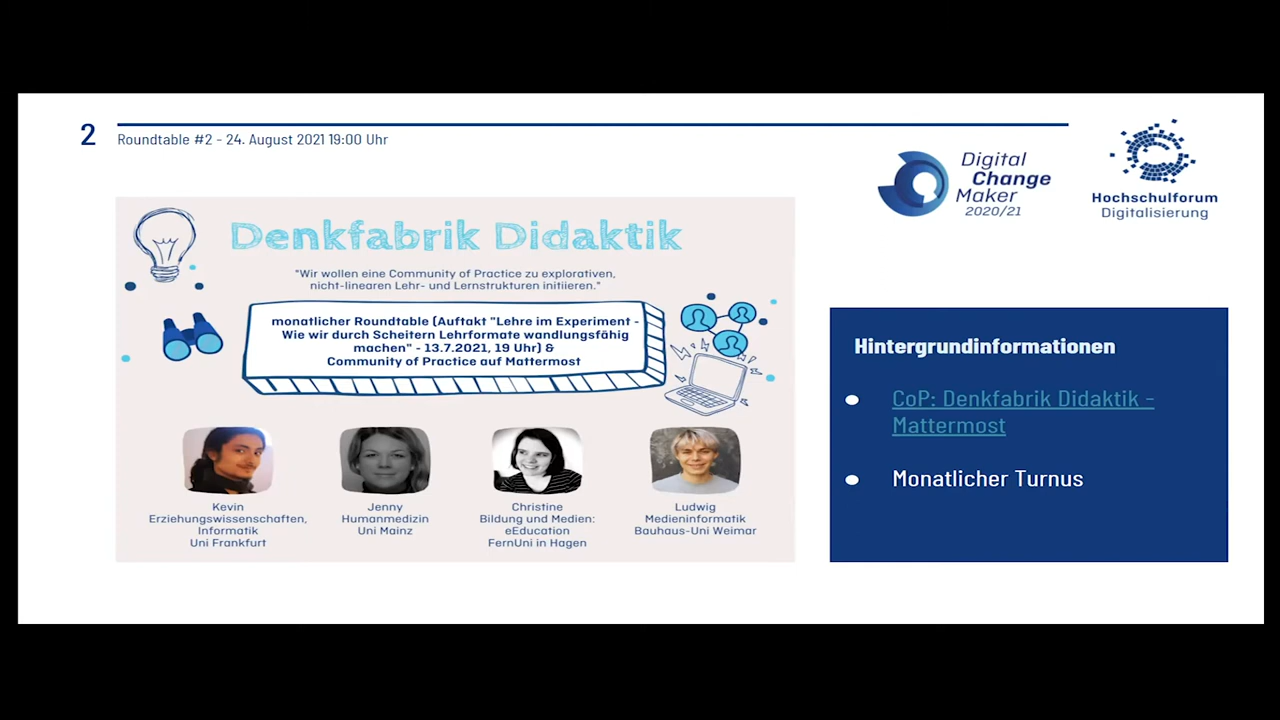 2
Roundtable #2 - 24. August 2021 19:00 Uhr
Digital
Change
Maker
2020/21
Hochschulforum
Digitalisierung
Denkfabrik Didaktik
"Wir wollen eine Community of Practice zu explorativen,
nicht-linearen Lehr- und Lernstrukturen initiieren."
monatlicher Roundtable (Auftakt "Lehre im Experiment -
Wie wir durch Scheitern Lehrformate wandlungsfähig
machen" - 13.7.2021, 19 Uhr) &
Community of Practice auf Mattermost
Kevin
Erziehungswissenschaften,
Informatik
Uni Frankfurt
Jenny
Humanmedizin
Uni Mainz
Christine
Bildung und Medien:
eEducation
FernUni in Hagen
Ludwig
Medieninformatik
Bauhaus-Uni Weimar
Hintergrundinformationen
CoP: Denkfabrik Didaktik -
Mattermost
Monatlicher Turnus